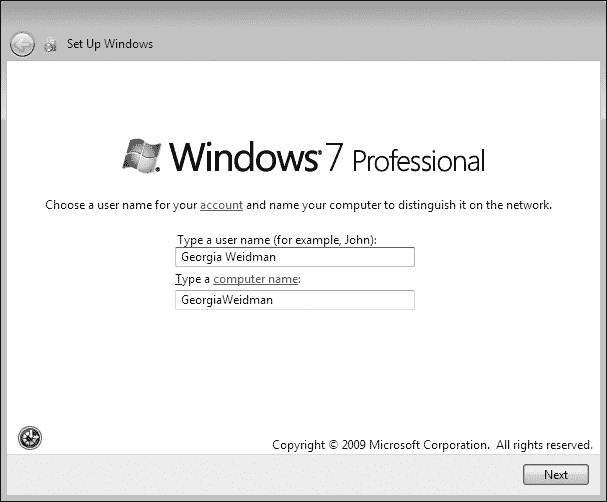 Set Up Windows
Windows 7 Professional
Choose a user name for your account and name your computer to distinguish it on the network.
Type a user name (for example, John):
Georgia Weidman
Type a computer name:
GeorgiaWeidman
Copyright © 2009 Microsoft Corporation. All rights reserved.
Next